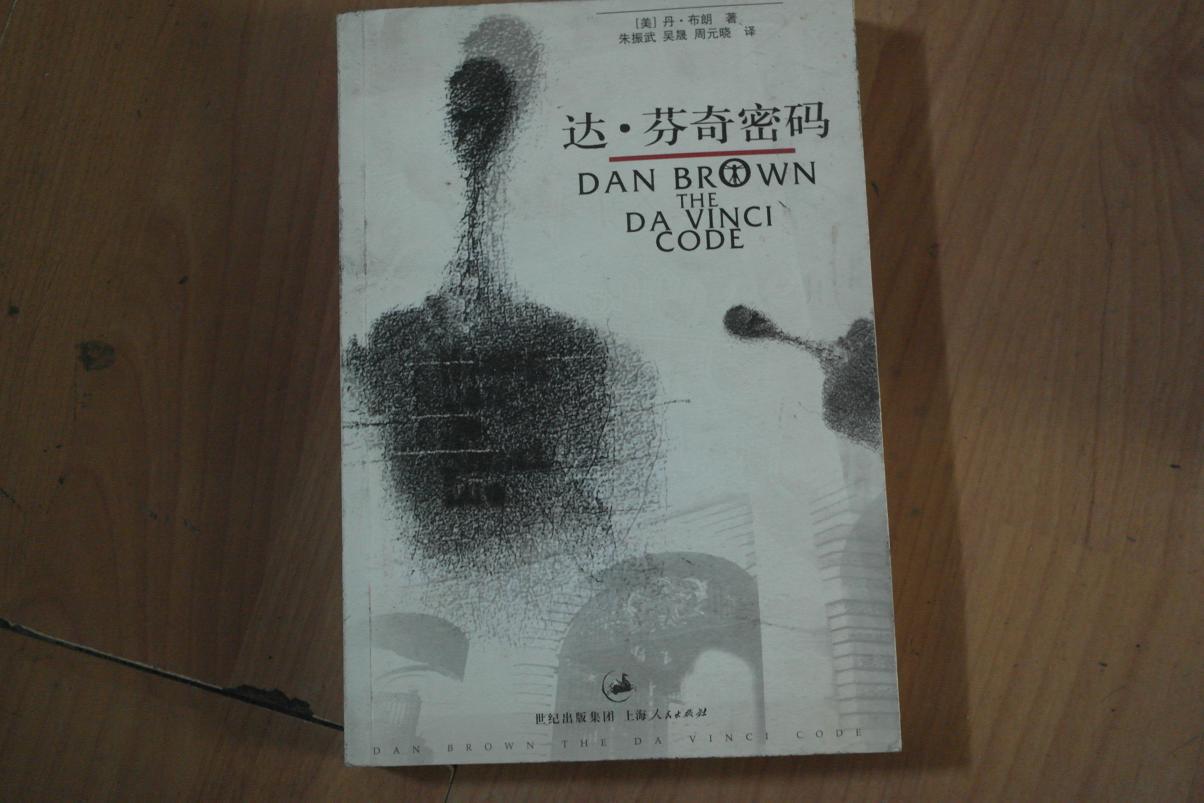 [美] 丹·布朗 著
朱振武 吴晟 周元晓 译
达·芬奇密码
DAN BROWN
THE
DA VINCI
CODE
世纪出版集团 上海人民出版社
DAN BROWN THE DA VINCI CODE